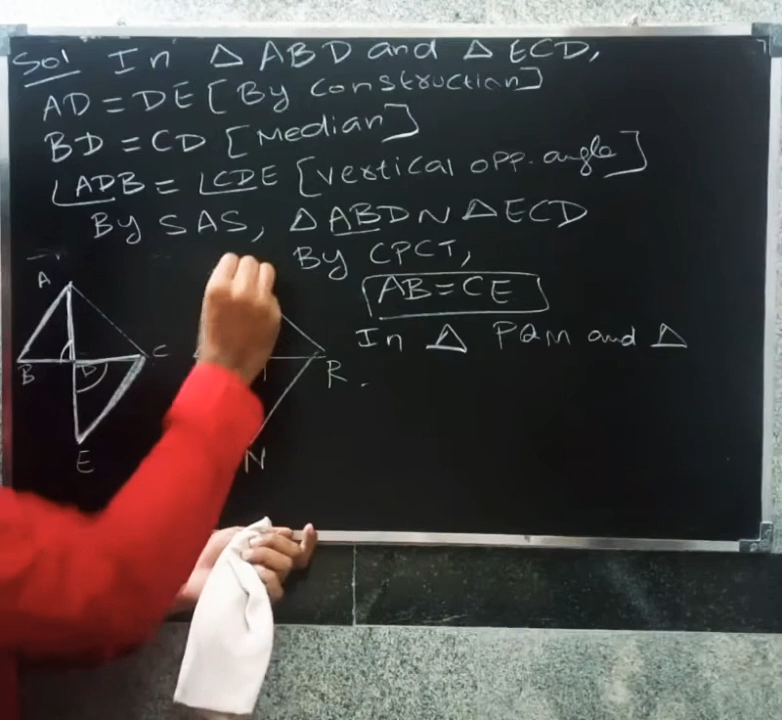 Sol In △ ABD and △ ECD,
AD = DE [By construction]
BD = CD [Median]
∠ADB = ∠CDE [vertical opp. angle]
By SAS, △ ABD ~ △ ECD
By CPCT,
AB = CE
In △ PQM and △
A
B
D
C
E
R
N